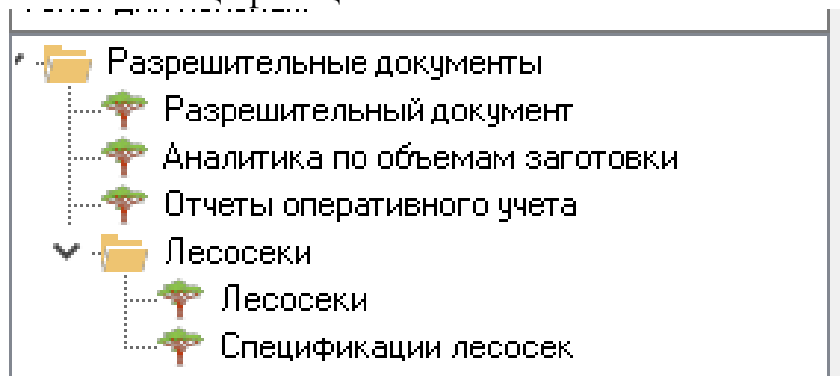 Разрешительные документы
Разрешительный документ
Аналитика по объемам заготовки
Отчеты оперативного учета
Лесосеки
Лесосеки
Спецификации лесосек